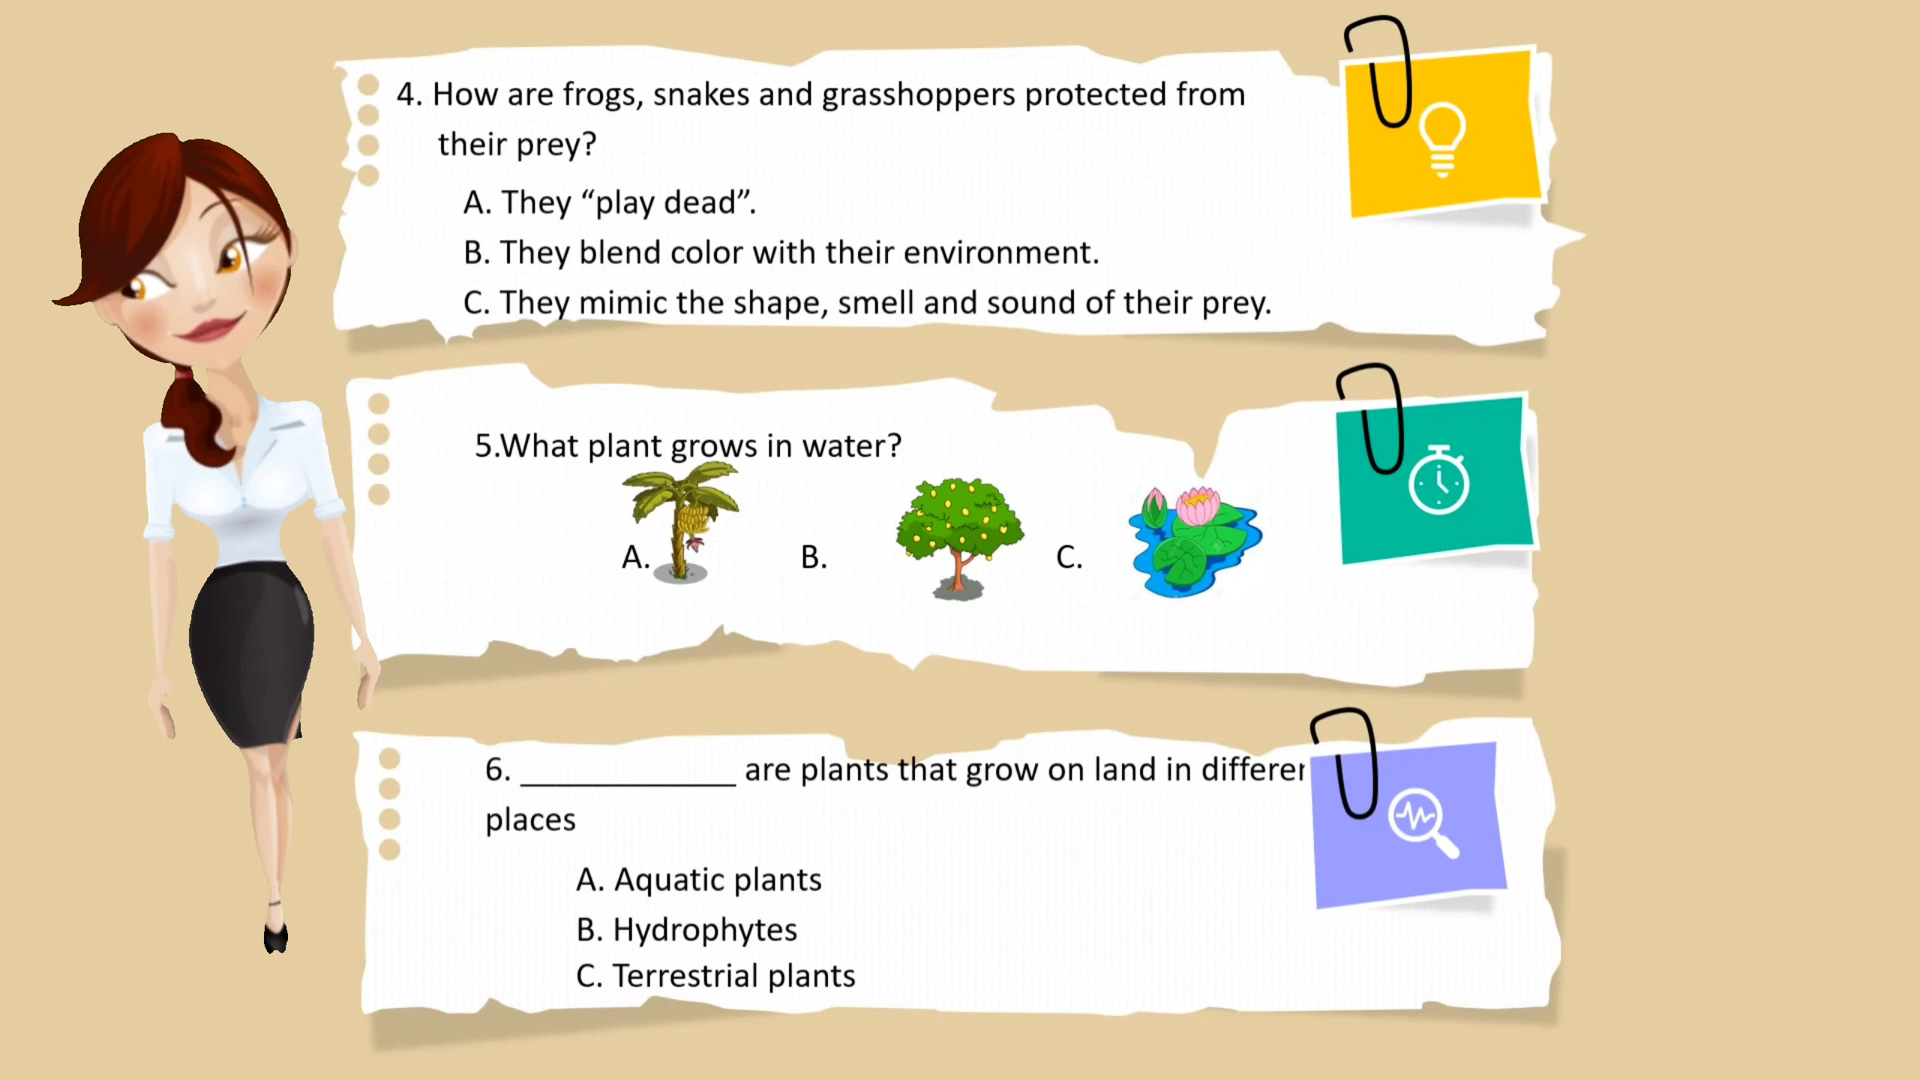 4. How are frogs, snakes and grasshoppers protected from
their prey?
A. They “play dead”.
B. They blend color with their environment.
C. They mimic the shape, smell and sound of their prey.
5.What plant grows in water?
A. B. C.
6. ____________ are plants that grow on land in differen
places
A. Aquatic plants
B. Hydrophytes
C. Terrestrial plants